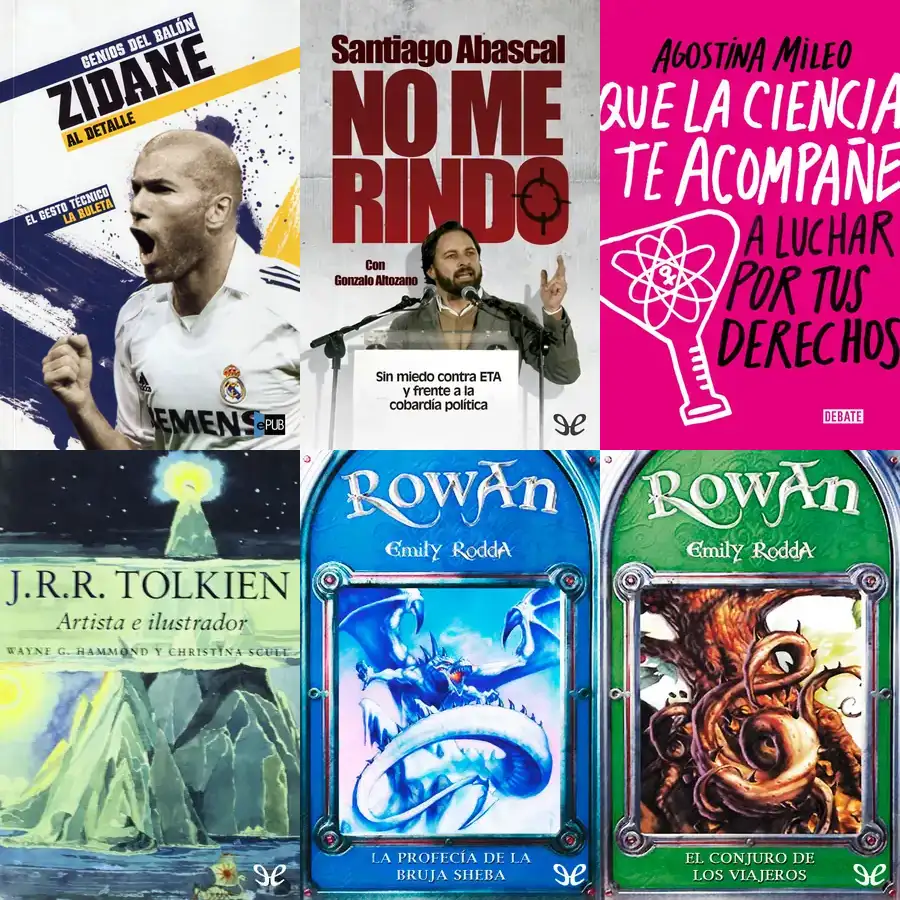 GENIOS DEL BALÓN
ZIDANE
AL DETALLE
EL GESTO TÉCNICO
LA RULETA
SIEMENS
ePUB
Santiago Abascal
NO ME
RINDO
Con
Gonzalo Altozano
Sin miedo contra ETA
y frente a la
cobardía política
AGOSTINA MILEO
QUE LA CIENCIA
TE ACOMPAÑE
A LUCHAR
POR TUS
DERECHOS
DEBATE
J.R.R. TOLKIEN
Artista e ilustrador
WAYNE G. HAMMOND Y CHRISTINA SCULL
ROWAN
Emily Rodda
LA PROFECÍA DE LA
BRUJA SHEBA
ROWAN
Emily Rodda
EL CONJURO DE
LOS VIAJEROS